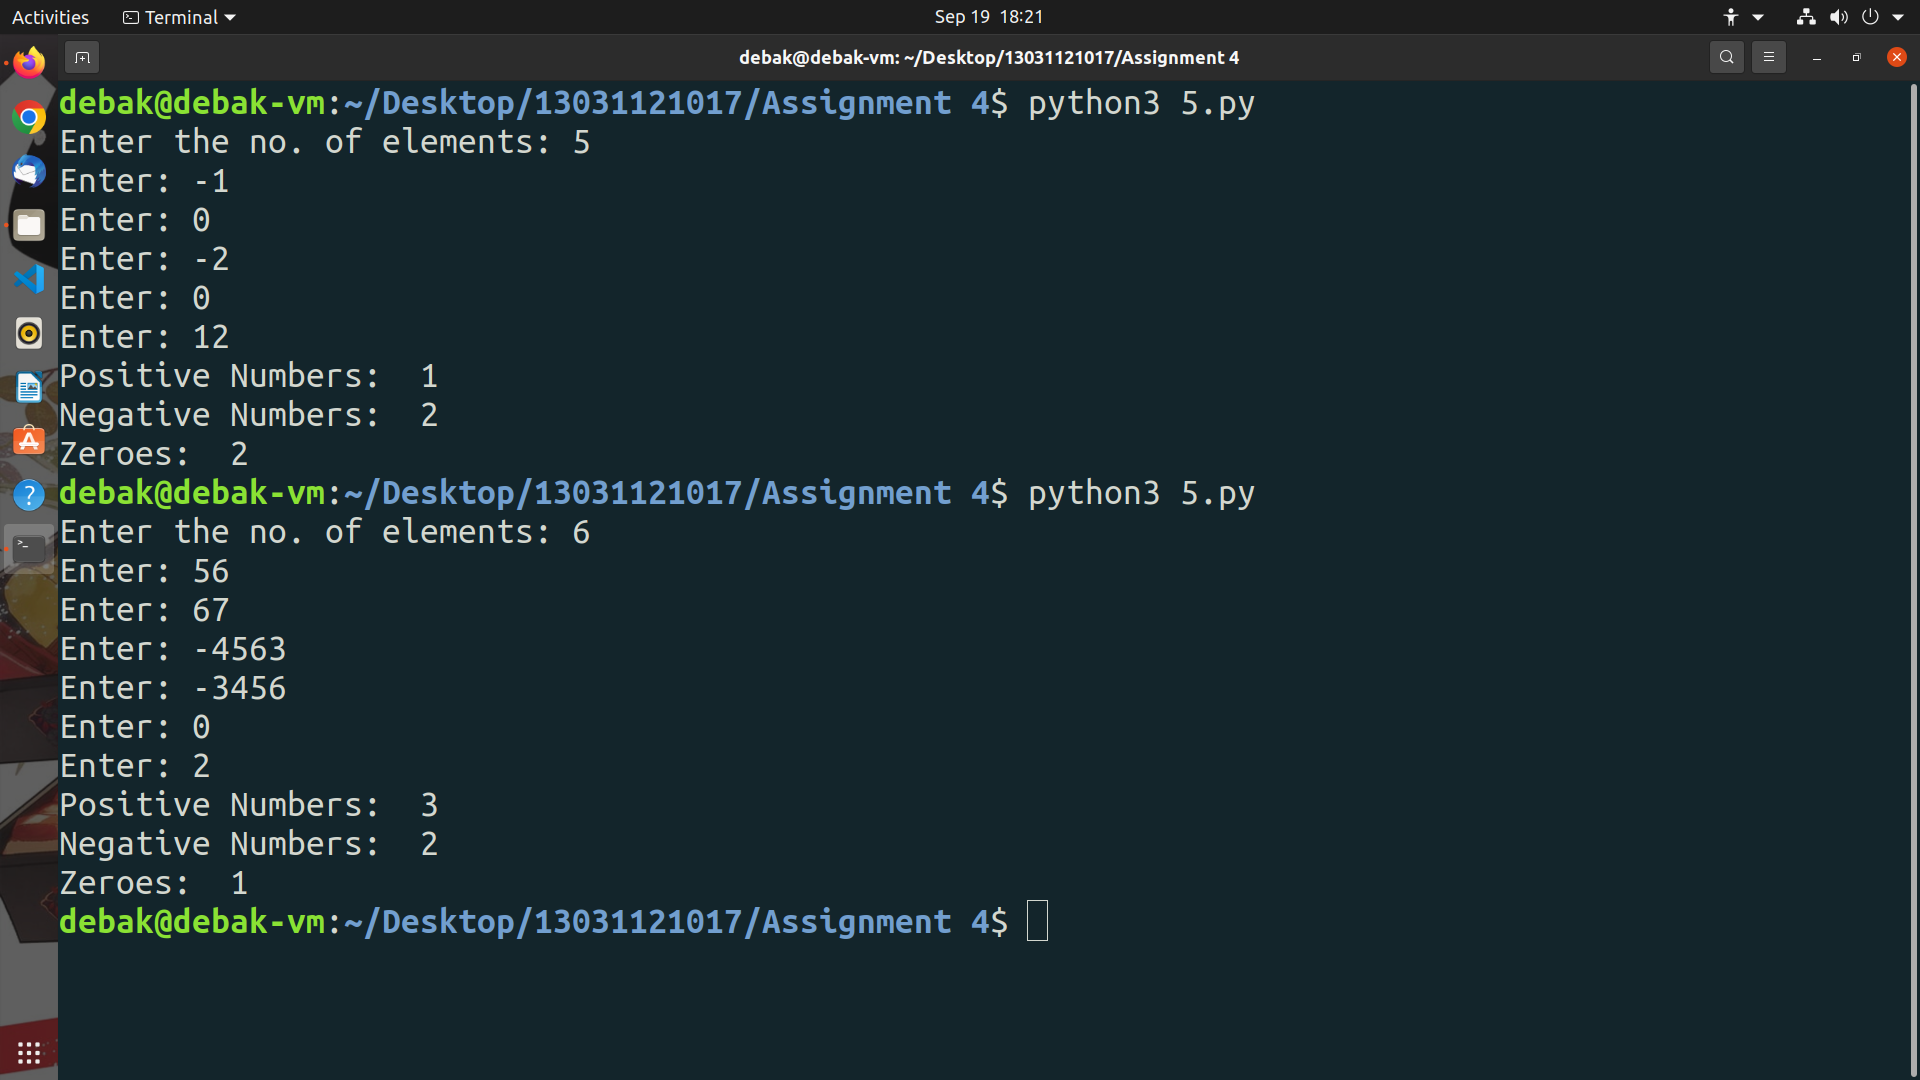 Activities Terminal Sep 19 18:21
debak@debak-vm: ~/Desktop/13031121017/Assignment 4
debak@debak-vm:~/Desktop/13031121017/Assignment 4$ python3 5.py
Enter the no. of elements: 5
Enter: -1
Enter: 0
Enter: -2
Enter: 0
Enter: 12
Positive Numbers:  1
Negative Numbers:  2
Zeroes:  2
debak@debak-vm:~/Desktop/13031121017/Assignment 4$ python3 5.py
Enter the no. of elements: 6
Enter: 56
Enter: 67
Enter: -4563
Enter: -3456
Enter: 0
Enter: 2
Positive Numbers:  3
Negative Numbers:  2
Zeroes:  1
debak@debak-vm:~/Desktop/13031121017/Assignment 4$